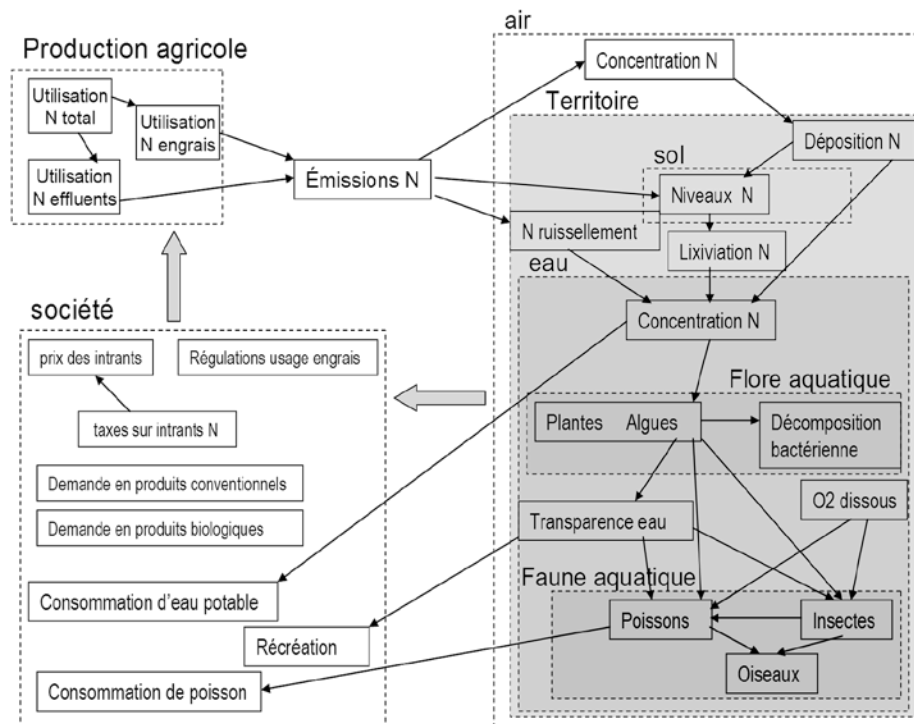 air
Production agricole
Concentration N
Utilisation
N total
Utilisation
N engrais
Territoire
Déposition N
Utilisation
N effluents
Émissions N
sol
Niveaux N
N ruissellement
Lixiviation N
eau
société
Concentration N
prix des intrants
Régulations usage engrais
Flore aquatique
taxes sur intrants N
Plantes Algues
Décomposition
bactérienne
Demande en produits conventionnels
O2 dissous
Demande en produits biologiques
Transparence eau
Faune aquatique
Consommation d'eau potable
Poissons
Insectes
Récréation
Oiseaux
Consommation de poisson